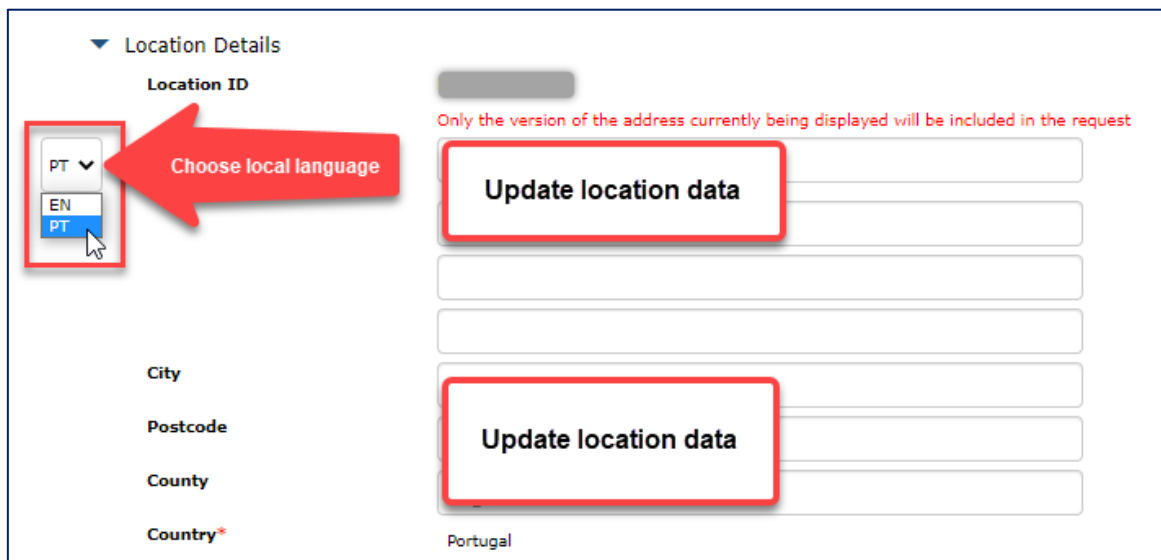 Location Details
Location ID
Only the version of the address currently being displayed will be included in the request
PT
Choose local language
Update location data
EN
PT
City
Postcode
Update location data
County
Country*
Portugal